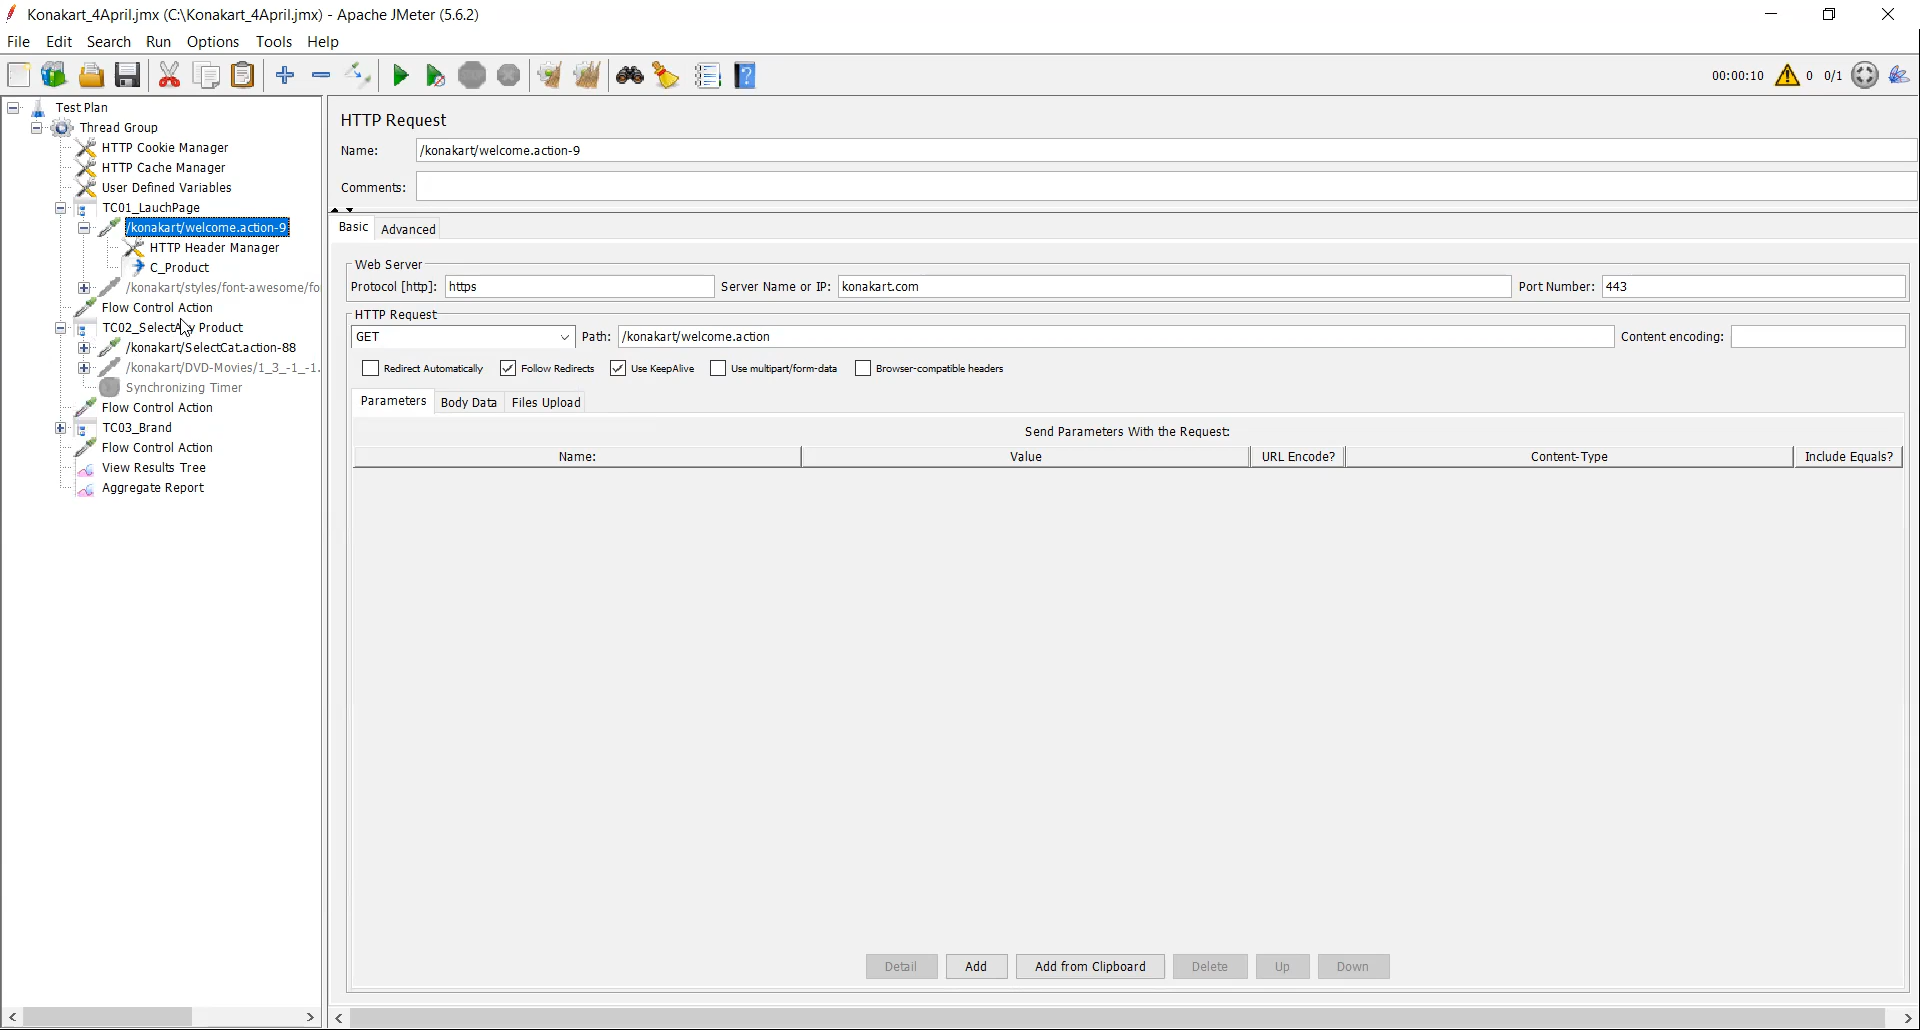 Konakart_4April.jmx (C:\Konakart_4April.jmx) - Apache JMeter (5.6.2)
File Edit Search Run Options Tools Help
00:00:10 0 0/1
Test Plan
Thread Group
HTTP Cookie Manager
HTTP Cache Manager
User Defined Variables
TC01_LauchPage
/konakart/welcome.action-9
HTTP Header Manager
C_Product
/konakart/styles/font-awesome/fo
Flow Control Action
TC02_Select Product
/konakart/SelectCat.action-88
/konakart/DVD-Movies/1_3_-1_-1.
Synchronizing Timer
Flow Control Action
TC03_Brand
Flow Control Action
View Results Tree
Aggregate Report
HTTP Request
Name: /konakart/welcome.action-9
Comments:
Basic Advanced
Web Server
Protocol [http]: https Server Name or IP: konakart.com Port Number: 443
HTTP Request
GET Path: /konakart/welcome.action Content encoding:
Redirect Automatically Follow Redirects Use KeepAlive Use multipart/form-data Browser-compatible headers
Parameters Body Data Files Upload
Send Parameters With the Request:
Name: Value URL Encode? Content-Type Include Equals?
Detail Add Add from Clipboard Delete Up Down